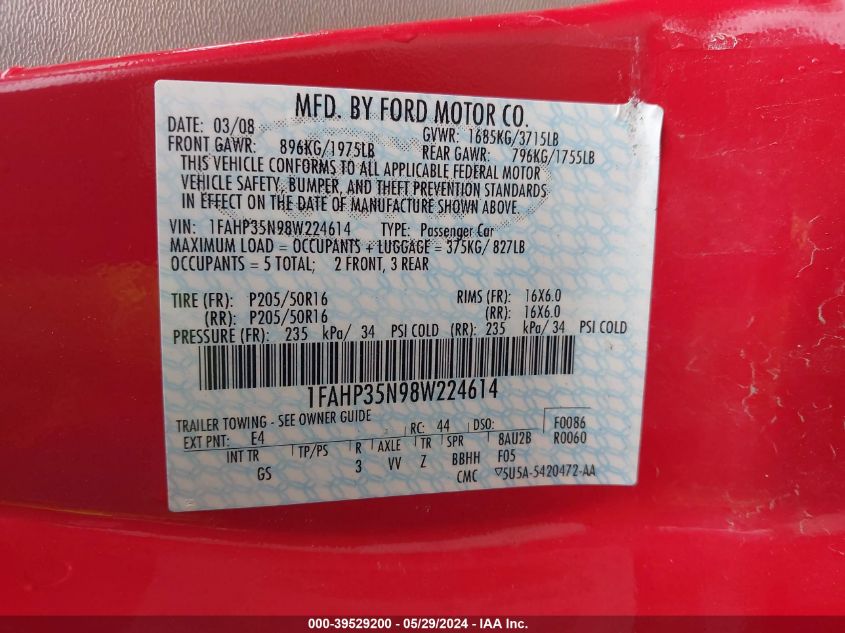 MFD. BY FORD MOTOR CO.
DATE: 03/08 GVWR: 1685KG/3715LB
FRONT GAWR: 896KG/1975LB REAR GAWR: 796KG/1755LB
THIS VEHICLE CONFORMS TO ALL APPLICABLE FEDERAL MOTOR
VEHICLE SAFETY, BUMPER, AND THEFT PREVENTION STANDARDS
IN EFFECT ON THE DATE OF MANUFACTURE SHOWN ABOVE.
VIN: 1FAHP35N98W224614 TYPE: Passenger Car
MAXIMUM LOAD = OCCUPANTS + LUGGAGE = 375KG/ 827LB
OCCUPANTS = 5 TOTAL; 2 FRONT, 3 REAR
TIRE (FR): P205/50R16 RIMS (FR): 16X6.0
(RR): P205/50R16 (RR): 16X6.0
PRESSURE (FR): 235 kPa/ 34 PSI COLD (RR): 235 kPa/ 34 PSI COLD
1FAHP35N98W224614
TRAILER TOWING - SEE OWNER GUIDE
EXT PNT: E4 RC: 44 DSO: F0086
INT TR TP/PS R AXLE TR SPR 8AU2B R0060
GS 3 VV Z BBHH F05
CMC ▽5U5A-5420472-AA
000-39529200 - 05/29/2024 - IAA Inc.